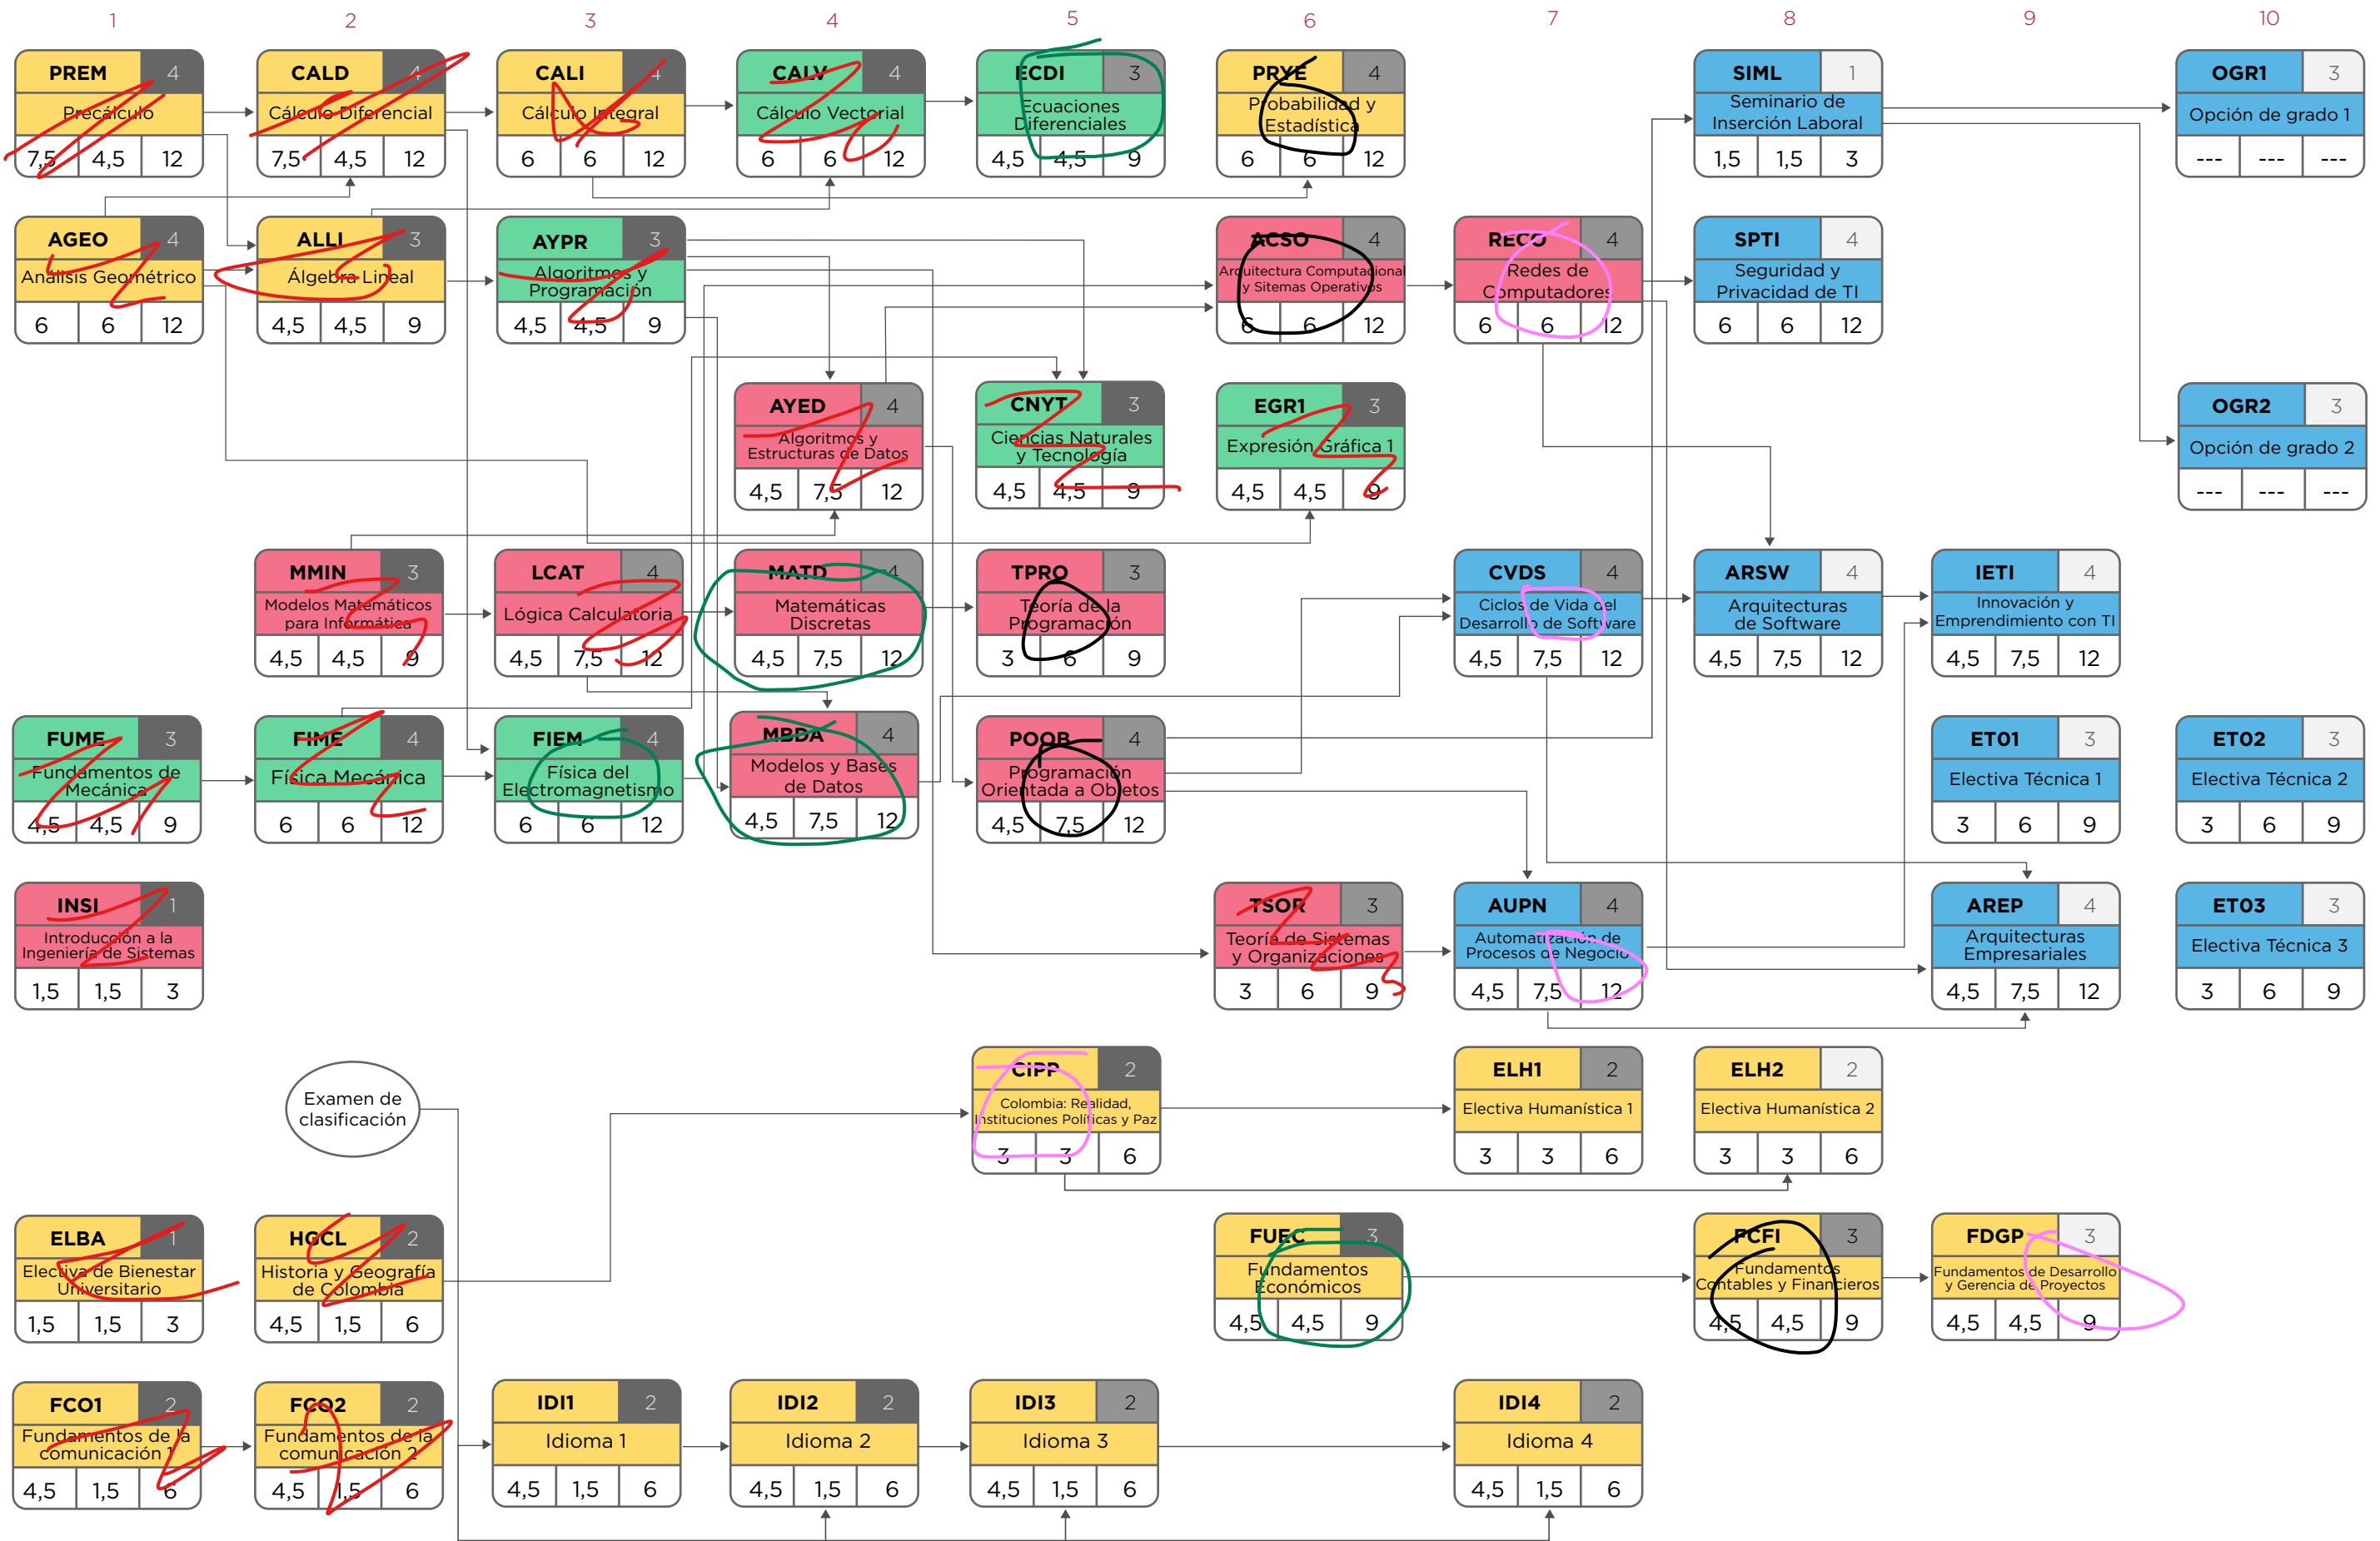 1 2 3 4 5 6 7 8 9 10
PREM 4
Precálculo
7,5 4,5 12
CALD 4
Cálculo Diferencial
7,5 4,5 12
CALI 4
Cálculo Integral
6 6 12
CALV 4
Cálculo Vectorial
6 6 12
ECDI 3
Ecuaciones
Diferenciales
4,5 4,5 9
PRYE 4
Probabilidad y
Estadística
6 6 12
SIML 1
Seminario de
Inserción Laboral
1,5 1,5 3
OGR1 3
Opción de grado 1
--- --- ---
AGEO 4
Análisis Geométrico
6 6 12
ALLI 3
Álgebra Lineal
4,5 4,5 9
AYPR 3
Algoritmos y
Programación
4,5 4,5 9
ACSO 4
Arquitectura Computacional
y Sitemas Operativos
6 6 12
RECO 4
Redes de
Computadores
6 6 12
SPTI 4
Seguridad y
Privacidad de TI
6 6 12
AYED 4
Algoritmos y
Estructuras de Datos
4,5 7,5 12
CNYT 3
Ciencias Naturales
y Tecnología
4,5 4,5 9
EGR1 3
Expresión Gráfica 1
4,5 4,5 9
OGR2 3
Opción de grado 2
--- --- ---
MMIN 3
Modelos Matemáticos
para Informática
4,5 4,5 9
LCAT 4
Lógica Calculatoria
4,5 7,5 12
MATD 4
Matemáticas
Discretas
4,5 7,5 12
TPRO 3
Teoría de la
Programación
3 6 9
CVDS 4
Ciclos de Vida del
Desarrollo de Software
4,5 7,5 12
ARSW 4
Arquitecturas
de Software
4,5 7,5 12
IETI 4
Innovación y
Emprendimiento con TI
4,5 7,5 12
FUME 3
Fundamentos de
Mecánica
4,5 4,5 9
FIME 4
Física Mecánica
6 6 12
FIEM 4
Física del
Electromagnetismo
6 6 12
MBDA 4
Modelos y Bases
de Datos
4,5 7,5 12
POOB 4
Programación
Orientada a Objetos
4,5 7,5 12
ET01 3
Electiva Técnica 1
3 6 9
ET02 3
Electiva Técnica 2
3 6 9
INSI 1
Introducción a la
Ingeniería de Sistemas
1,5 1,5 3
TSOR 3
Teoría de Sistemas
y Organizaciones
3 6 9
AUPN 4
Automatización de
Procesos de Negocio
4,5 7,5 12
AREP 4
Arquitecturas
Empresariales
4,5 7,5 12
ET03 3
Electiva Técnica 3
3 6 9
Examen de
clasificación
CIPP 2
Colombia: Realidad,
Instituciones Políticas y Paz
3 3 6
ELH1 2
Electiva Humanística 1
3 3 6
ELH2 2
Electiva Humanística 2
3 3 6
ELBA 1
Electiva de Bienestar
Universitario
1,5 1,5 3
HGCL 2
Historia y Geografía
de Colombia
4,5 1,5 6
FUEC 3
Fundamentos
Económicos
4,5 4,5 9
FCFI 3
Fundamentos
Contables y Financieros
4,5 4,5 9
FDGP 3
Fundamentos de Desarrollo
y Gerencia de Proyectos
4,5 4,5 9
FCO1 2
Fundamentos de la
comunicación 1
4,5 1,5 6
FCO2 2
Fundamentos de la
comunicación 2
4,5 1,5 6
IDI1 2
Idioma 1
4,5 1,5 6
IDI2 2
Idioma 2
4,5 1,5 6
IDI3 2
Idioma 3
4,5 1,5 6
IDI4 2
Idioma 4
4,5 1,5 6